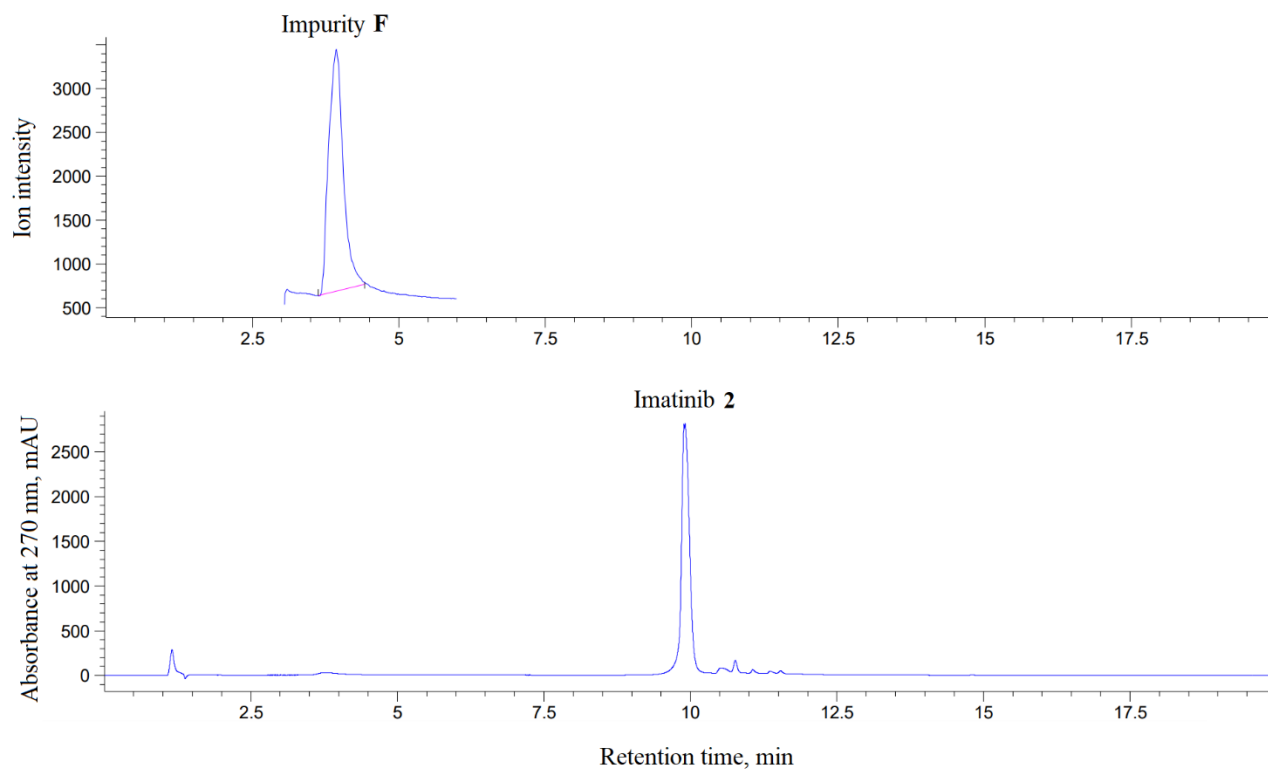 Impurity F
Ion intensity
3000
2500
2000
1500
1000
500
2.5 5 7.5 10 12.5 15 17.5
Imatinib 2
Absorbance at 270 nm, mAU
2500
2000
1500
1000
500
0
2.5 5 7.5 10 12.5 15 17.5
Retention time, min